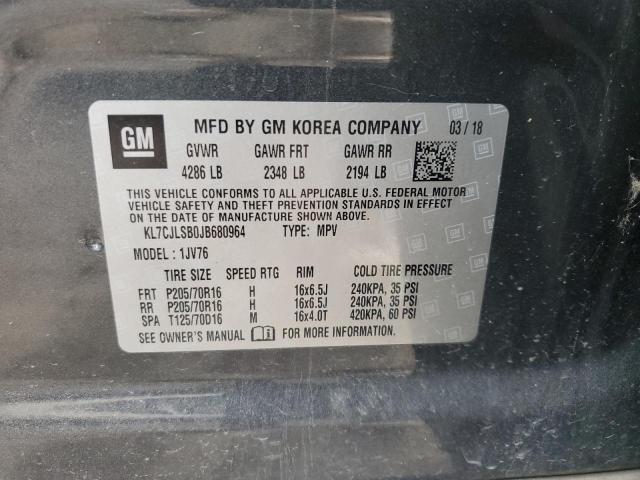 GM MFD BY GM KOREA COMPANY 03/18
GVWR GAWR FRT GAWR RR
4286 LB 2348 LB 2194 LB
THIS VEHICLE CONFORMS TO ALL APPLICABLE U.S. FEDERAL MOTOR
VEHICLE SAFETY AND THEFT PREVENTION STANDARDS IN EFFECT
ON THE DATE OF MANUFACTURE SHOWN ABOVE.
KL7CJLSB0JB680964 TYPE: MPV
MODEL: 1JV76
TIRE SIZE SPEED RTG RIM COLD TIRE PRESSURE
FRT P205/70R16 H 16x6.5J 240KPA, 35 PSI
RR P205/70R16 H 16x6.5J 240KPA, 35 PSI
SPA T125/70D16 M 16x4.0T 420KPA, 60 PSI
SEE OWNER'S MANUAL FOR MORE INFORMATION.